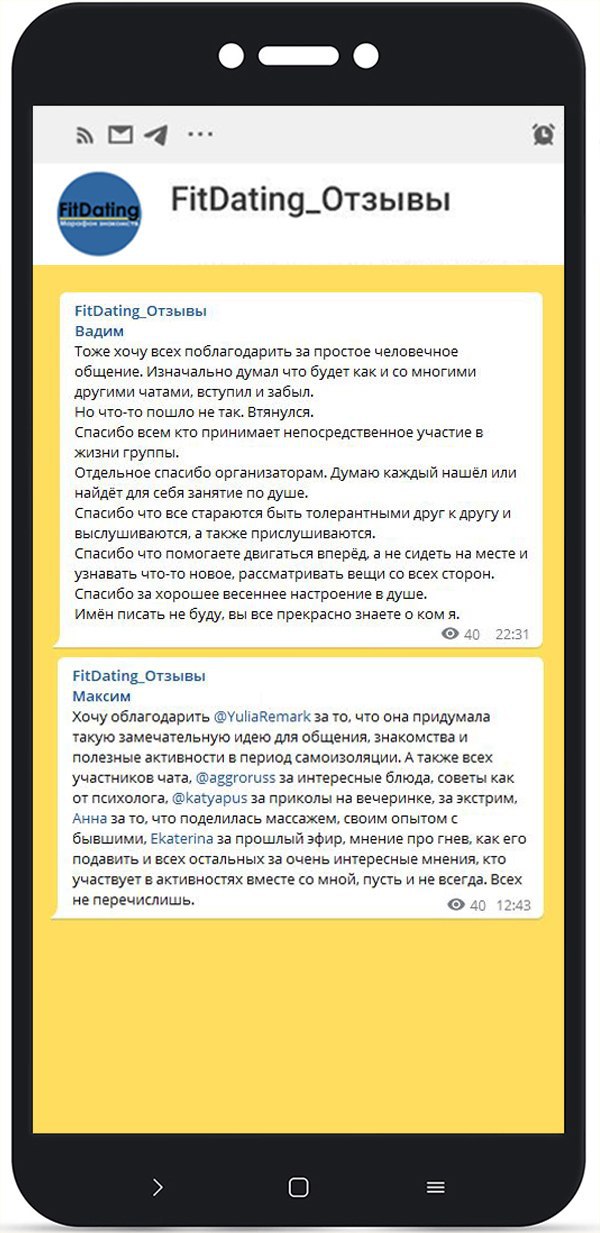 FitDating_Отзывы
FitDating
Марафон знакомств
FitDating_Отзывы
Вадим
Тоже хочу всех поблагодарить за простое человечное
общение. Изначально думал что будет как и со многими
другими чатами, вступил и забыл.
Но что-то пошло не так. Втянулся.
Спасибо всем кто принимает непосредственное участие в
жизни группы.
Отдельное спасибо организаторам. Думаю каждый нашёл или
найдёт для себя занятие по душе.
Спасибо что все стараются быть толерантными друг к другу и
выслушиваются, а также прислушиваются.
Спасибо что помогаете двигаться вперёд, а не сидеть на месте и
узнавать что-то новое, рассматривать вещи со всех сторон.
Спасибо за хорошее весеннее настроение в душе.
Имён писать не буду, вы все прекрасно знаете о ком я.
40 22:31
FitDating_Отзывы
Максим
Хочу облагодарить @YuliaRemark за то, что она придумала
такую замечательную идею для общения, знакомства и
полезные активности в период самоизоляции. А также всех
участников чата, @aggroruss за интересные блюда, советы как
от психолога, @katyapus за приколы на вечеринке, за экстрим,
Анна за то, что поделилась массажем, своим опытом с
бывшими, Ekaterina за прошлый эфир, мнение про гнев, как его
подавить и всех остальных за очень интересные мнения, кто
участвует в активностях вместе со мной, пусть и не всегда. Всех
не перечислишь.
40 12:43